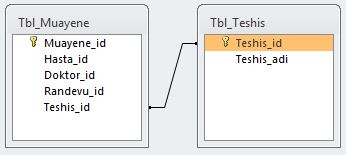 Tbl_Muayene
Muayene_id
Hasta_id
Doktor_id
Randevu_id
Teshis_id
Tbl_Teshis
Teshis_id
Teshis_adi